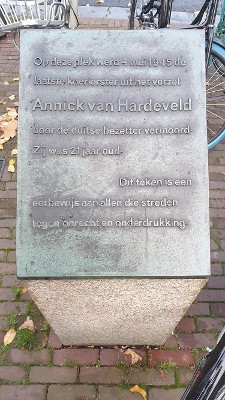 Op deze plek werd 4 mei 1945 de
laatste koerierster uit het verzet
Annick van Hardeveld
door de duitse bezetter vermoord.
Zij was 21 jaar oud.
Dit teken is een
eerbewijs aan allen die streden
tegen onrecht en onderdrukking.